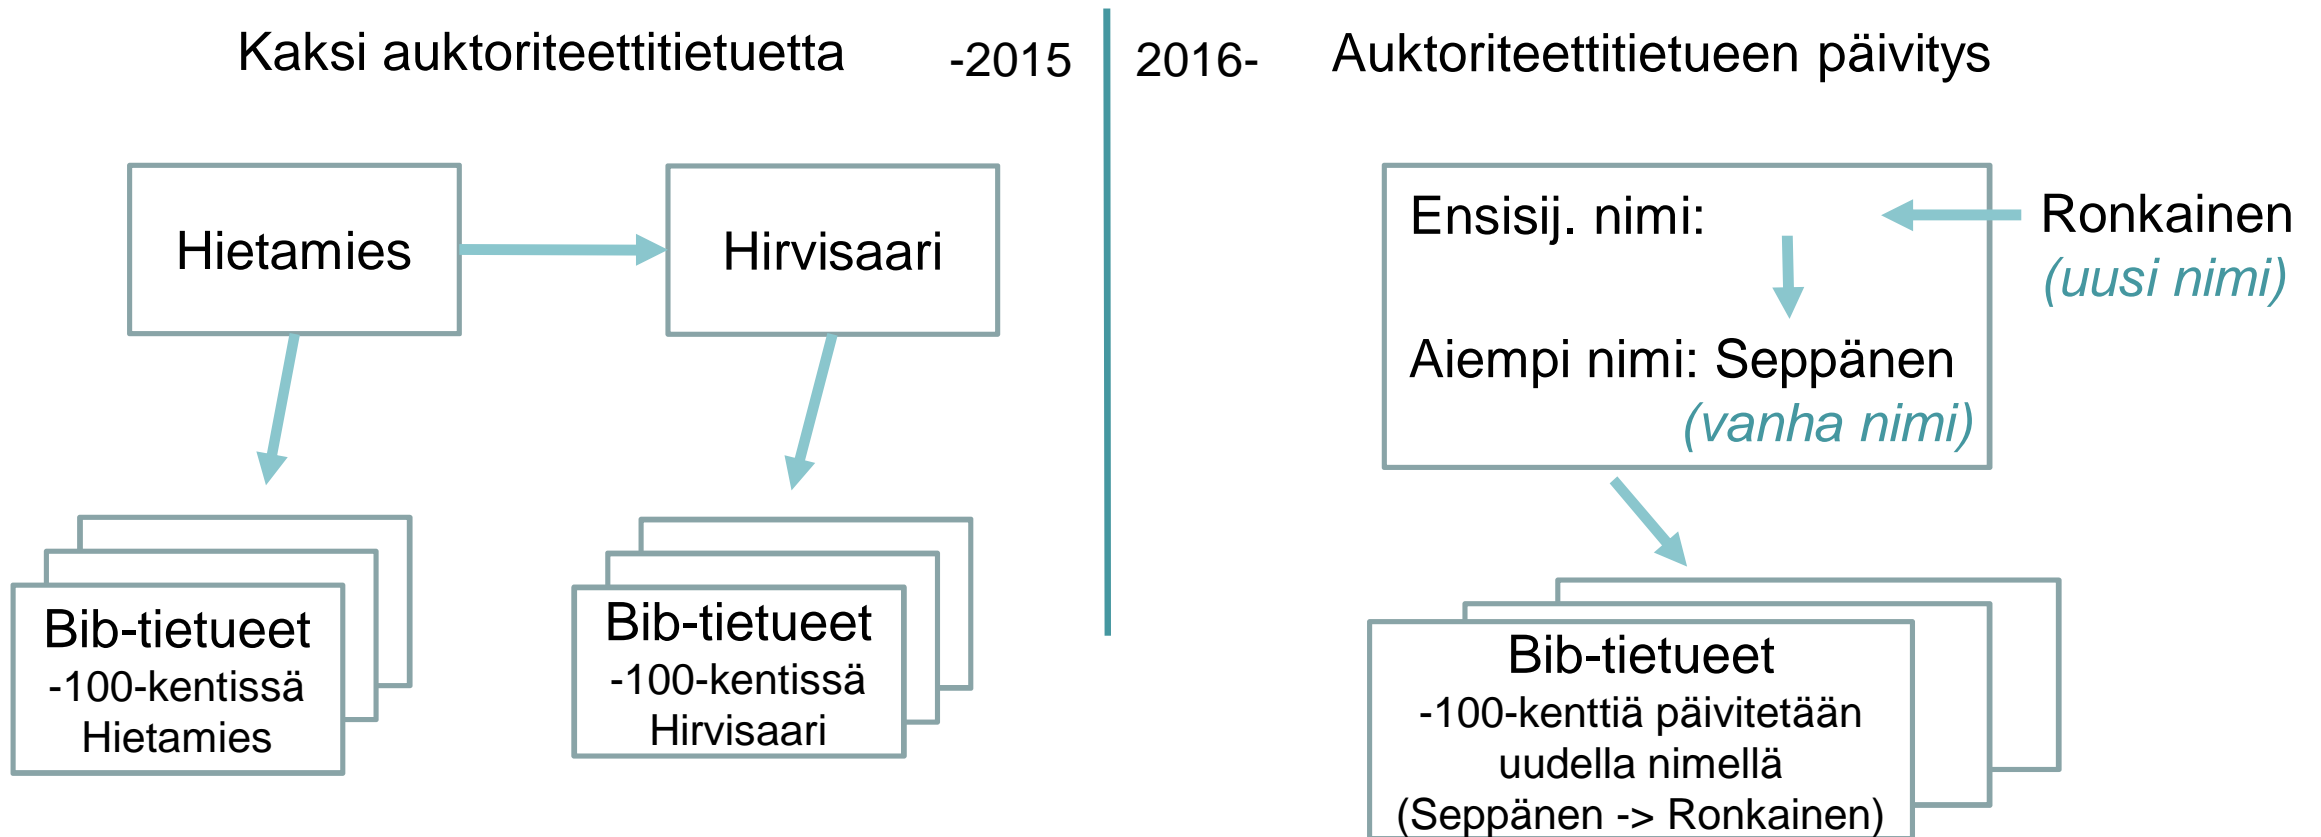 Kaksi auktoriteettitietuetta
-2015
2016-
Auktoriteettitietueen päivitys
Hietamies
Hirvisaari
Bib-tietueet
-100-kentissä
Hietamies
Bib-tietueet
-100-kentissä
Hirvisaari
Ensisij. nimi:
Ronkainen
(uusi nimi)
Aiempi nimi: Seppänen
(vanha nimi)
Bib-tietueet
-100-kenttiä päivitetään
uudella nimellä
(Seppänen -> Ronkainen)